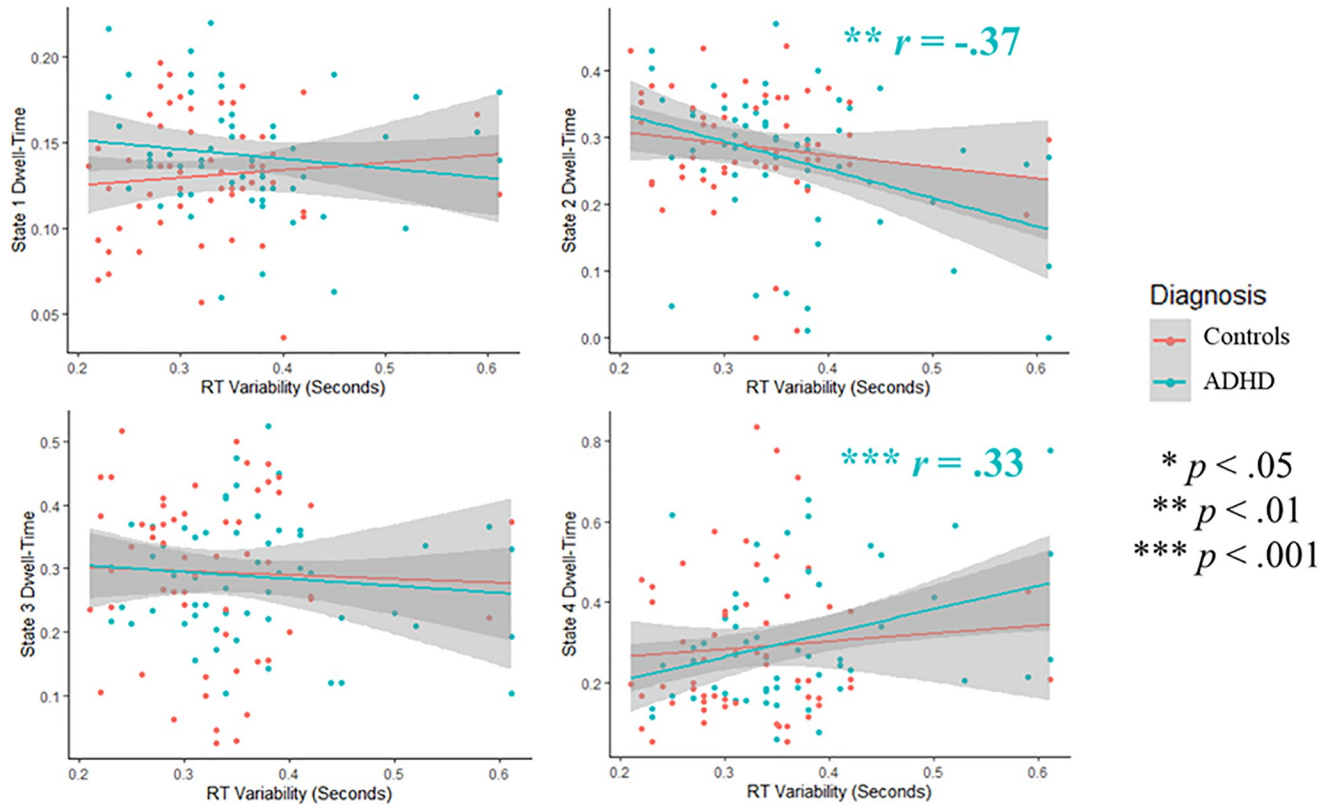 State 1 Dwell-Time
0.20
0.15
0.10
0.05
0.2 0.3 0.4 0.5 0.6
RT Variability (Seconds)
** r = -.37
State 2 Dwell-Time
0.4
0.3
0.2
0.1
0.0
0.2 0.3 0.4 0.5 0.6
RT Variability (Seconds)
State 3 Dwell-Time
0.5
0.4
0.3
0.2
0.1
0.2 0.3 0.4 0.5 0.6
RT Variability (Seconds)
*** r = .33
State 4 Dwell-Time
0.8
0.6
0.4
0.2
0.2 0.3 0.4 0.5 0.6
RT Variability (Seconds)
Diagnosis
Controls
ADHD
* p < .05
** p < .01
*** p < .001